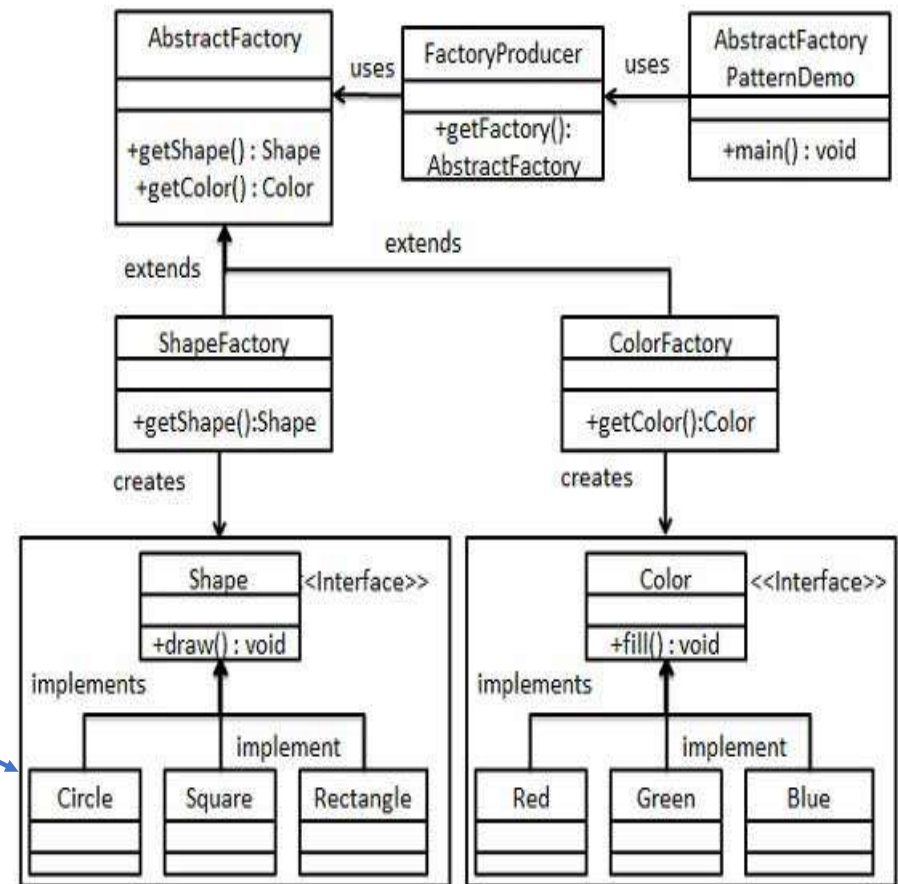 AbstractFactory
+getShape() : Shape
+getColor() : Color
uses
FactoryProducer
+getFactory():
AbstractFactory
uses
AbstractFactory
PatternDemo
+main() : void
extends
extends
ShapeFactory
+getShape():Shape
ColorFactory
+getColor():Color
creates
creates
Shape
<<Interface>>
+draw() : void
implements
implement
Circle
Square
Rectangle
Color
<<Interface>>
+fill() : void
implements
implement
Red
Green
Blue